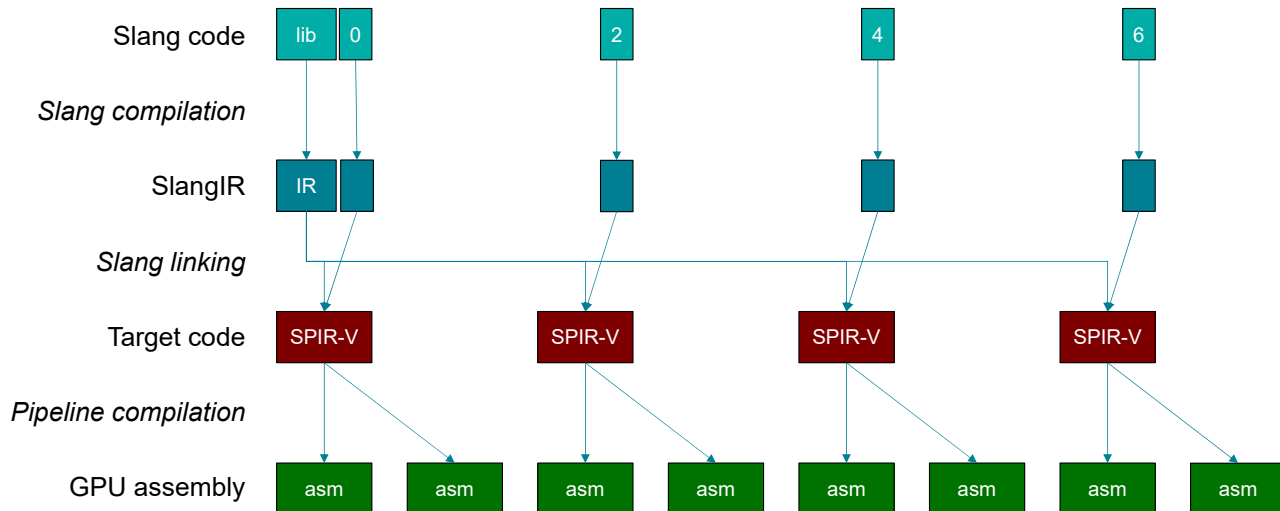 Slang code lib 0 2 4 6
Slang compilation
SlangIR IR
Slang linking
Target code SPIR-V SPIR-V SPIR-V SPIR-V
Pipeline compilation
GPU assembly asm asm asm asm asm asm asm asm